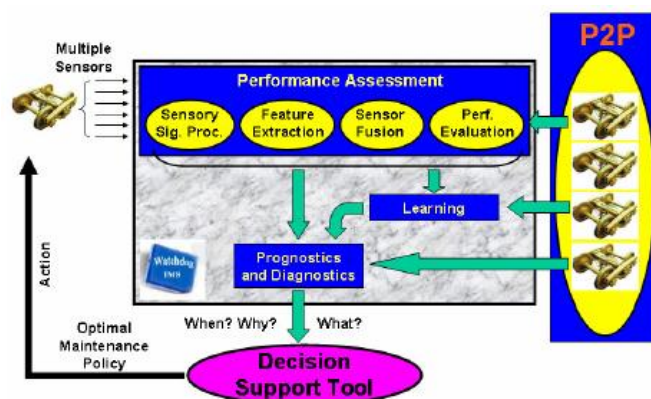 Multiple
Sensors
Performance Assessment
Sensory
Sig. Proc.
Feature
Extraction
Sensor
Fusion
Perf.
Evaluation
P2P
Learning
Prognostics
and Diagnostics
Watchdog
Action
When? Why?
What?
Optimal
Maintenance
Policy
Decision
Support Tool